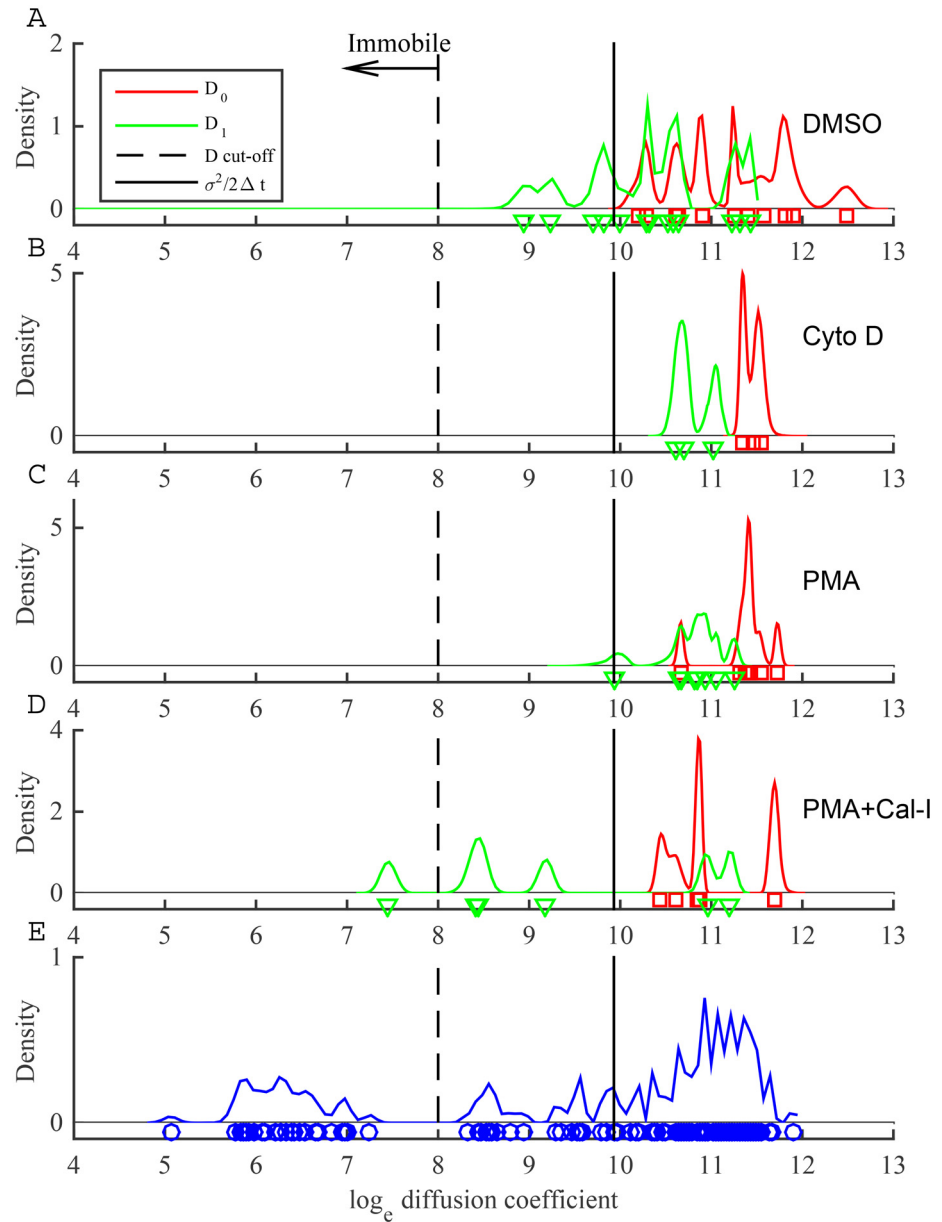 A
2
1
0
Density
Immobile
D0
D1
D cut-off
σ²/2Δ t
DMSO
4 5 6 7 8 9 10 11 12 13
B
5
0
Density
Cyto D
4 5 6 7 8 9 10 11 12 13
C
5
0
Density
PMA
4 5 6 7 8 9 10 11 12 13
D
4
2
0
Density
PMA+Cal-I
4 5 6 7 8 9 10 11 12 13
E
1
0
Density
4 5 6 7 8 9 10 11 12 13
loge diffusion coefficient